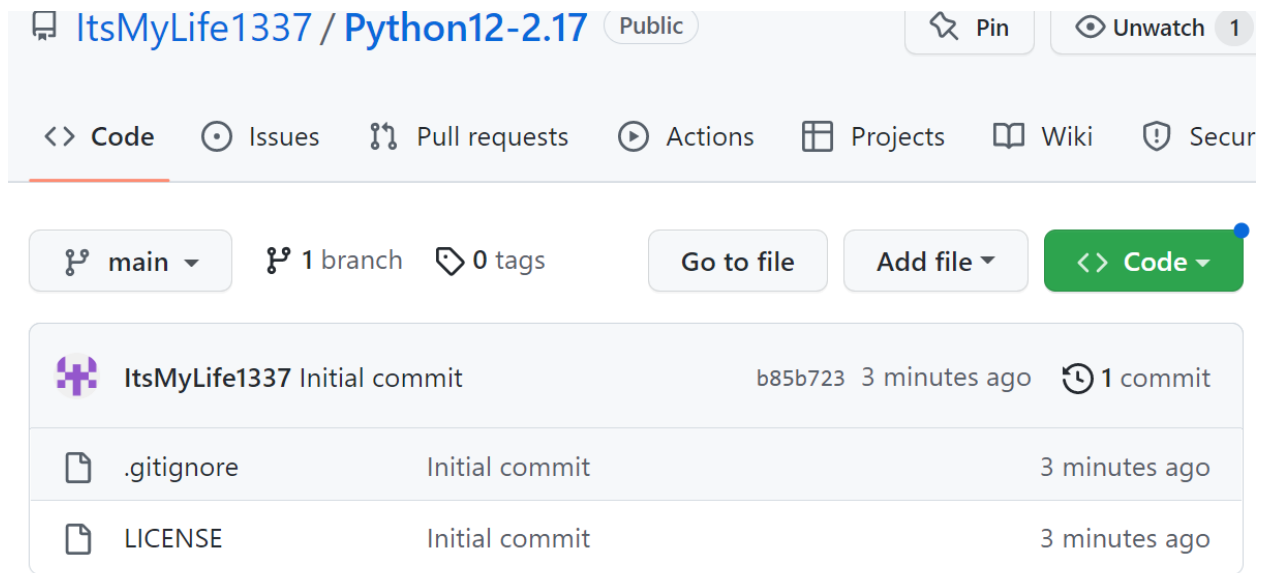 ItsMyLife1337 / Python12-2.17 Public Pin Unwatch 1
<> Code Issues Pull requests Actions Projects Wiki Secur
main 1 branch 0 tags Go to file Add file <> Code
ItsMyLife1337 Initial commit b85b723 3 minutes ago 1 commit
.gitignore Initial commit 3 minutes ago
LICENSE Initial commit 3 minutes ago